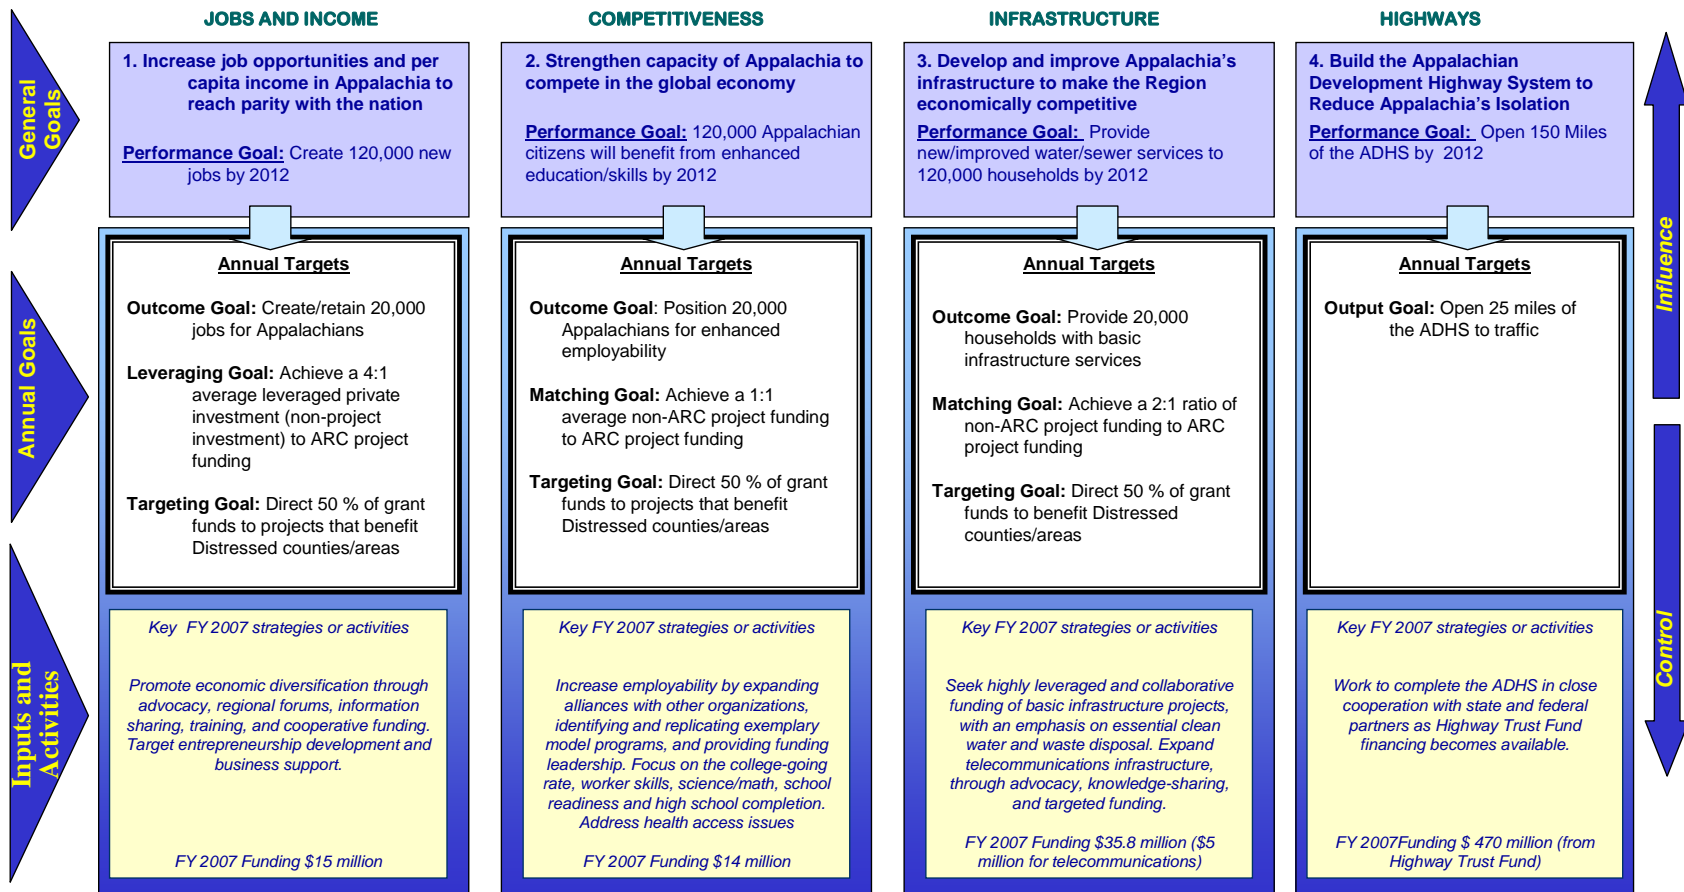 JOBS AND INCOME
COMPETITIVENESS
INFRASTRUCTURE
HIGHWAYS
General
Goals
1. Increase job opportunities and per
capita income in Appalachia to
reach parity with the nation
Performance Goal: Create 120,000 new
jobs by 2012
2. Strengthen capacity of Appalachia to
compete in the global economy
Performance Goal: 120,000 Appalachian
citizens will benefit from enhanced
education/skills by 2012
3. Develop and improve Appalachia's
infrastructure to make the Region
economically competitive
Performance Goal: Provide
new/improved water/sewer services to
120,000 households by 2012
4. Build the Appalachian
Development Highway System to
Reduce Appalachia's Isolation
Performance Goal: Open 150 Miles
of the ADHS by 2012
Influence
Annual Goals
Annual Targets
Outcome Goal: Create/retain 20,000
jobs for Appalachians
Leveraging Goal: Achieve a 4:1
average leveraged private
investment (non-project
investment) to ARC project
funding
Targeting Goal: Direct 50 % of grant
funds to projects that benefit
Distressed counties/areas
Annual Targets
Outcome Goal: Position 20,000
Appalachians for enhanced
employability
Matching Goal: Achieve a 1:1
average non-ARC project funding
to ARC project funding
Targeting Goal: Direct 50 % of grant
funds to projects that benefit
Distressed counties/areas
Annual Targets
Outcome Goal: Provide 20,000
households with basic
infrastructure services
Matching Goal: Achieve a 2:1 ratio of
non-ARC project funding to ARC
project funding
Targeting Goal: Direct 50 % of grant
funds to benefit Distressed
counties/areas
Annual Targets
Output Goal: Open 25 miles of
the ADHS to traffic
Control
Inputs and
Activities
Key FY 2007 strategies or activities
Promote economic diversification through
advocacy, regional forums, information
sharing, training, and cooperative funding.
Target entrepreneurship development and
business support.
FY 2007 Funding $15 million
Key FY 2007 strategies or activities
Increase employability by expanding
alliances with other organizations,
identifying and replicating exemplary
model programs, and providing funding
leadership. Focus on the college-going
rate, worker skills, science/math, school
readiness and high school completion.
Address health access issues
FY 2007 Funding $14 million
Key FY 2007 strategies or activities
Seek highly leveraged and collaborative
funding of basic infrastructure projects,
with an emphasis on essential clean
water and waste disposal. Expand
telecommunications infrastructure,
through advocacy, knowledge-sharing,
and targeted funding.
FY 2007 Funding $35.8 million ($5
million for telecommunications)
Key FY 2007 strategies or activities
Work to complete the ADHS in close
cooperation with state and federal
partners as Highway Trust Fund
financing becomes available.
FY 2007Funding $ 470 million (from
Highway Trust Fund)